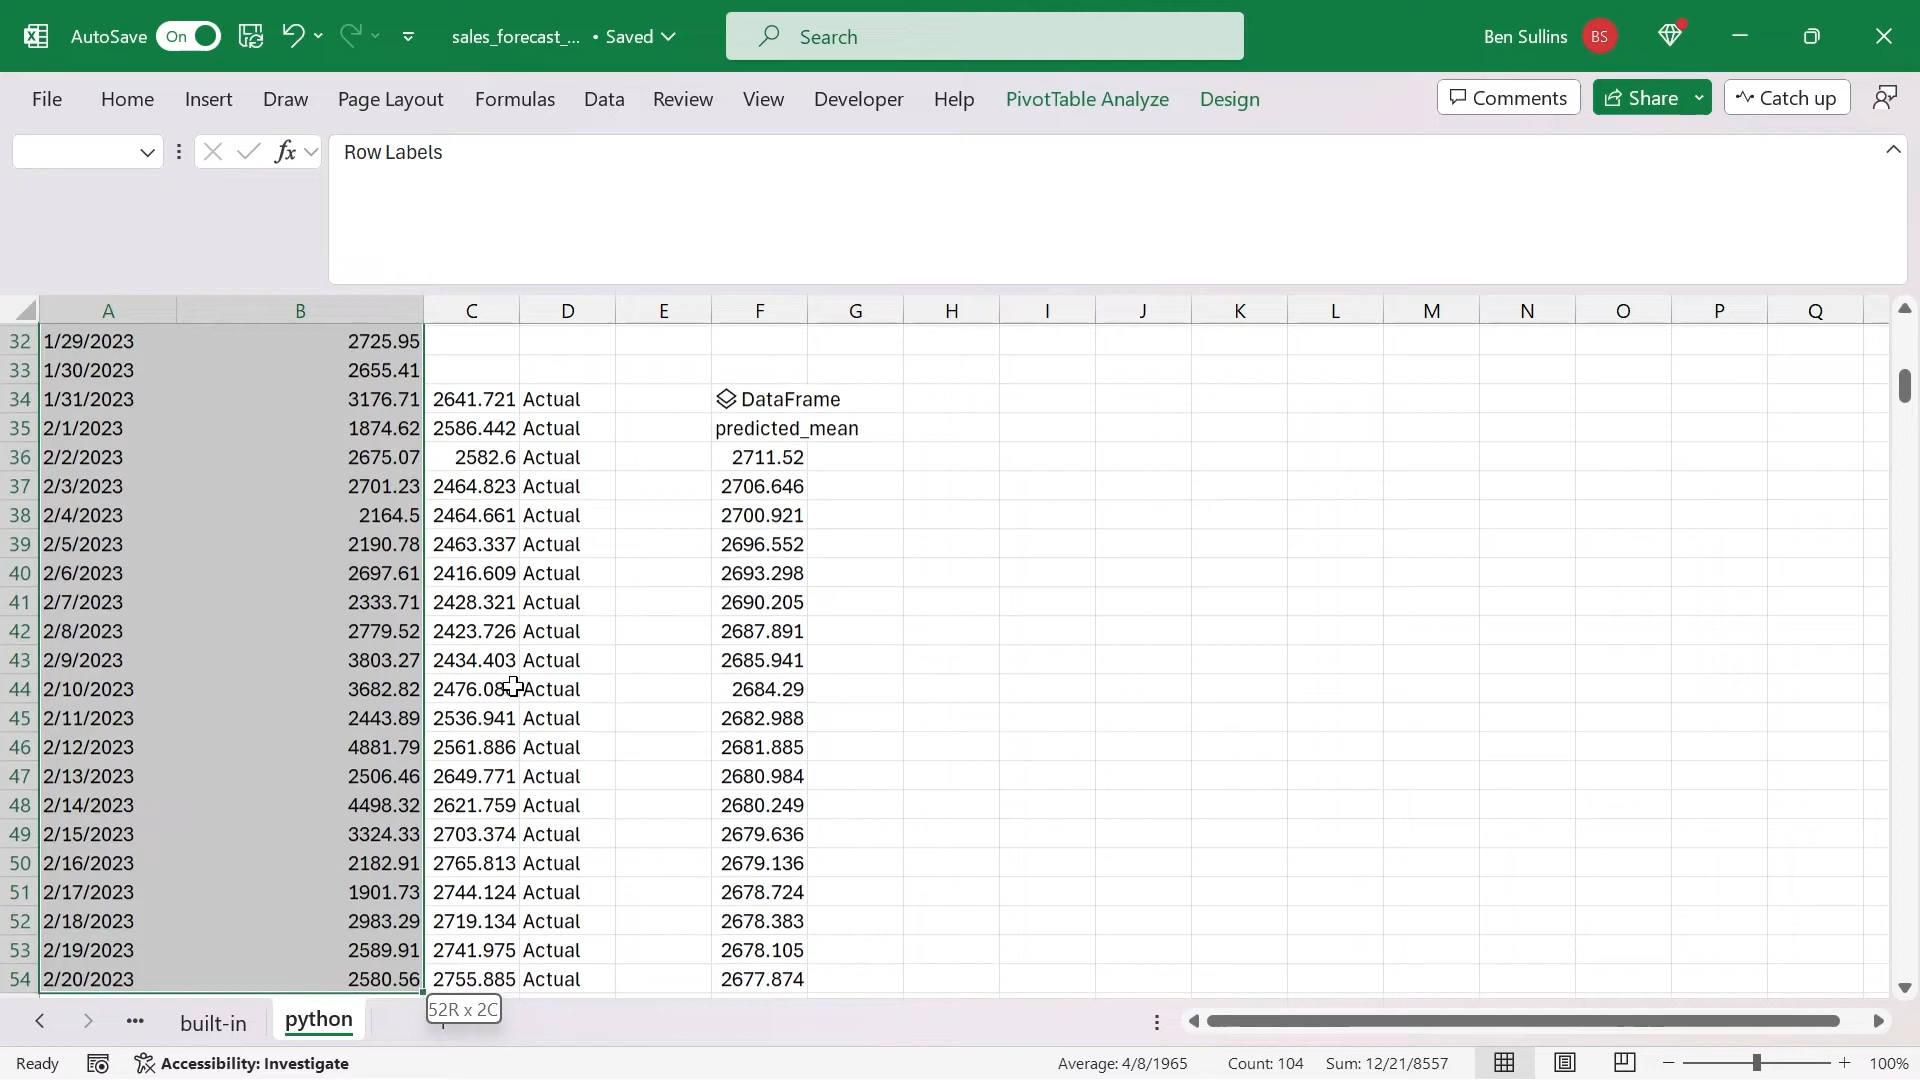 AutoSave On sales_forecast_... • Saved Search Ben Sullins BS
File Home Insert Draw Page Layout Formulas Data Review View Developer Help PivotTable Analyze Design Comments Share Catch up
fx Row Labels
A B C D E F G H I J K L M N O P Q
32 1/29/2023 2725.95
33 1/30/2023 2655.41
34 1/31/2023 3176.71 2641.721 Actual DataFrame
35 2/1/2023 1874.62 2586.442 Actual predicted_mean
36 2/2/2023 2675.07 2582.6 Actual 2711.52
37 2/3/2023 2701.23 2464.823 Actual 2706.646
38 2/4/2023 2164.5 2464.661 Actual 2700.921
39 2/5/2023 2190.78 2463.337 Actual 2696.552
40 2/6/2023 2697.61 2416.609 Actual 2693.298
41 2/7/2023 2333.71 2428.321 Actual 2690.205
42 2/8/2023 2779.52 2423.726 Actual 2687.891
43 2/9/2023 3803.27 2434.403 Actual 2685.941
44 2/10/2023 3682.82 Actual 2684.29
45 2/11/2023 2443.89 2536.941 Actual 2682.988
46 2/12/2023 4881.79 2561.886 Actual 2681.885
47 2/13/2023 2506.46 2649.771 Actual 2680.984
48 2/14/2023 4498.32 2621.759 Actual 2680.249
49 2/15/2023 3324.33 2703.374 Actual 2679.636
50 2/16/2023 2182.91 2765.813 Actual 2679.136
51 2/17/2023 1901.73 2744.124 Actual 2678.724
52 2/18/2023 2983.29 2719.134 Actual 2678.383
53 2/19/2023 2589.91 2741.975 Actual 2678.105
54 2/20/2023 2580.56 2755.885 Actual 2677.874
52R x 2C
built-in python
Ready Accessibility: Investigate Average: 4/8/1965 Count: 104 Sum: 12/21/8557 100%